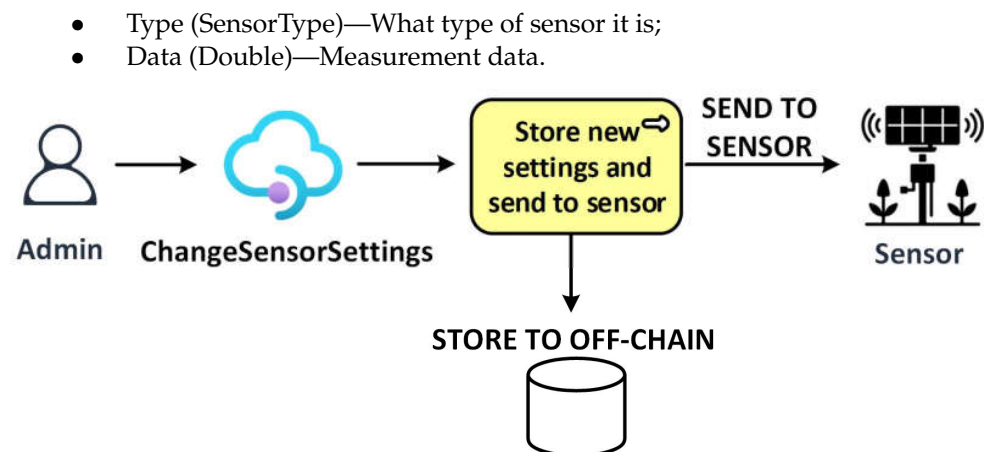 • Type (SensorType)—What type of sensor it is;
• Data (Double)—Measurement data.
Admin
ChangeSensorSettings
Store new
settings and
send to sensor
SEND TO
SENSOR
Sensor
STORE TO OFF-CHAIN